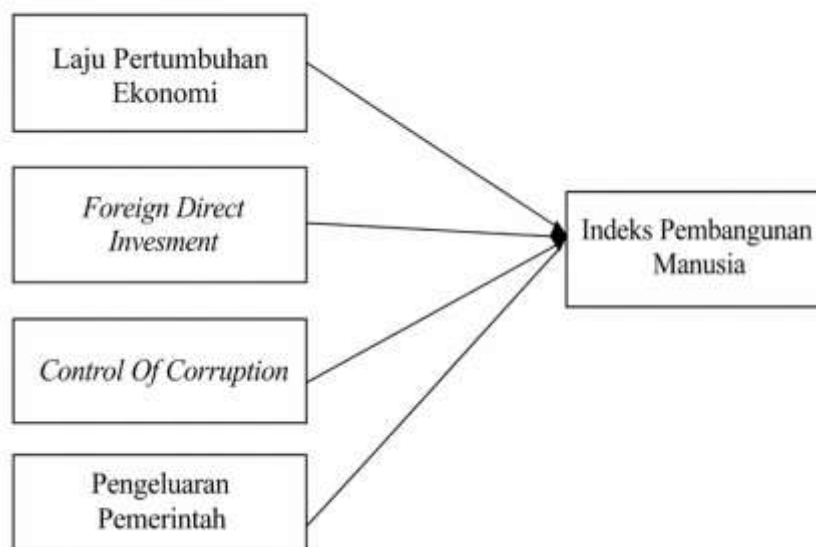 Laju Pertumbuhan
Ekonomi
Foreign Direct
Invesment
Control Of Corruption
Pengeluaran
Pemerintah
Indeks Pembangunan
Manusia